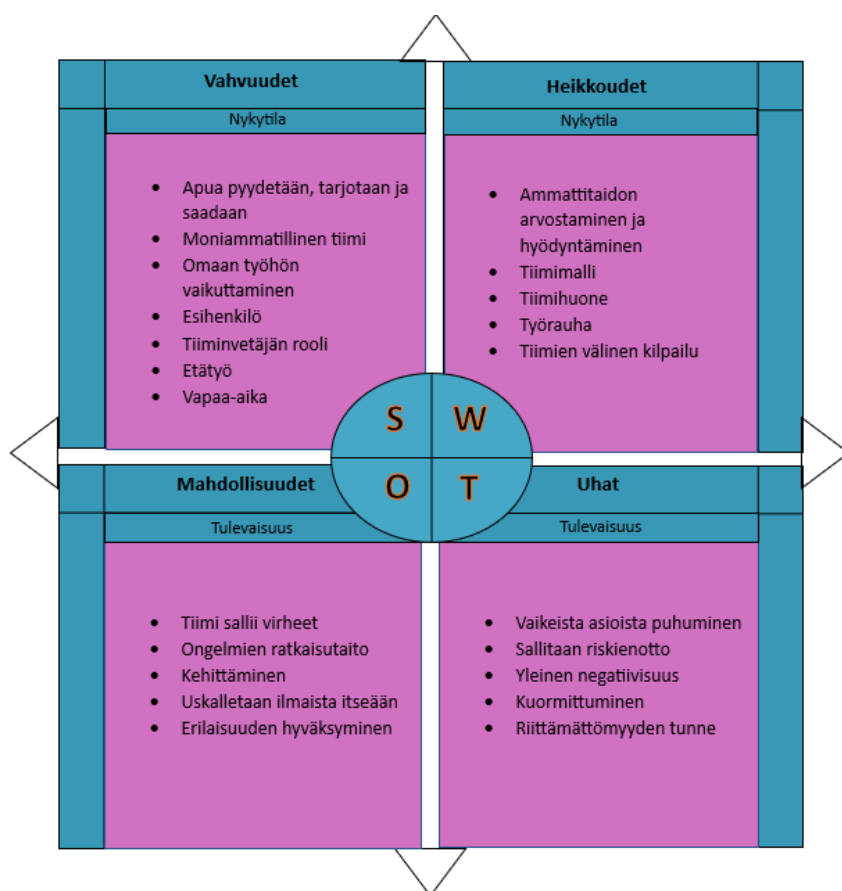 Vahvuudet
Nykytila
• Apua pyydetään, tarjotaan ja
saadaan
• Moniammatillinen tiimi
• Omaan työhön
vaikuttaminen
• Esihenkilö
• Tiiminvetäjän rooli
• Etätyö
• Vapaa-aika
Heikkoudet
Nykytila
• Ammattitaidon
arvostaminen ja
hyödyntäminen
• Tiimimalli
• Tiimihuone
• Työrauha
• Tiimien välinen kilpailu
S W
O T
Mahdollisuudet
Tulevaisuus
• Tiimi sallii virheet
• Ongelmien ratkaisutaito
• Kehittäminen
• Uskalletaan ilmaista itseään
• Erilaisuuden hyväksyminen
Uhat
Tulevaisuus
• Vaikeista asioista puhuminen
• Sallitaan riskienotto
• Yleinen negatiivisuus
• Kuormittuminen
• Riittämättömyyden tunne